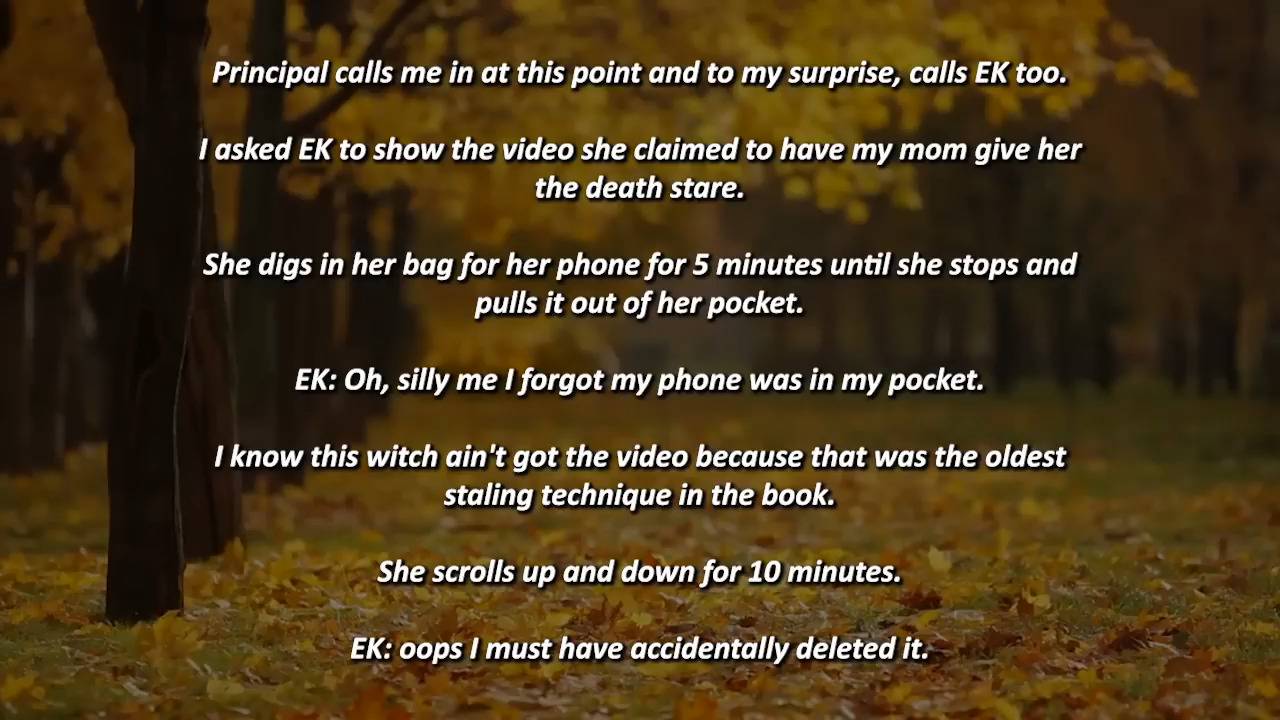 Principal calls me in at this point and to my surprise, calls EK too.
I asked EK to show the video she claimed to have my mom give her
the death stare.
She digs in her bag for her phone for 5 minutes until she stops and
pulls it out of her pocket.
EK: Oh, silly me I forgot my phone was in my pocket.
I know this witch ain't got the video because that was the oldest
staling technique in the book.
She scrolls up and down for 10 minutes.
EK: oops I must have accidentally deleted it.